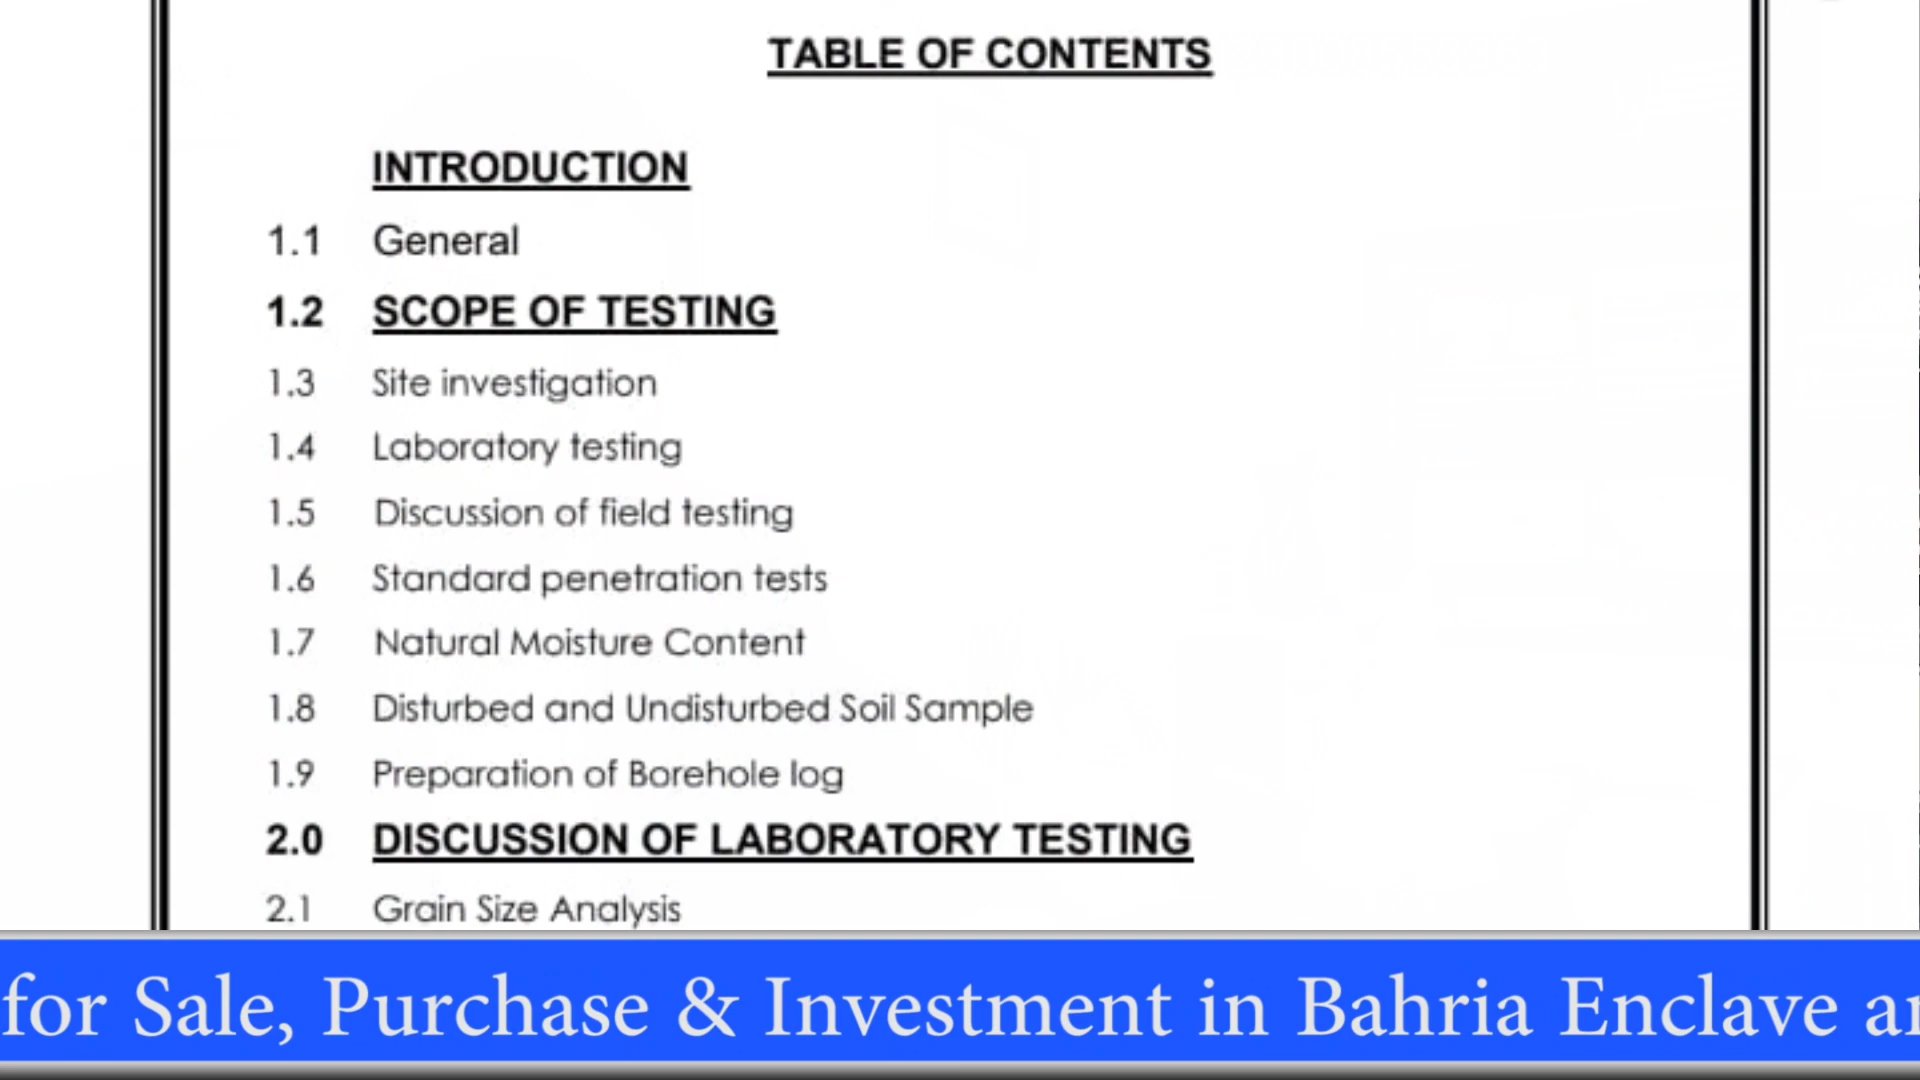 TABLE OF CONTENTS
INTRODUCTION
1.1 General
1.2 SCOPE OF TESTING
1.3 Site investigation
1.4 Laboratory testing
1.5 Discussion of field testing
1.6 Standard penetration tests
1.7 Natural Moisture Content
1.8 Disturbed and Undisturbed Soil Sample
1.9 Preparation of Borehole log
2.0 DISCUSSION OF LABORATORY TESTING
2.1 Grain Size Analysis
for Sale, Purchase & Investment in Bahria Enclave